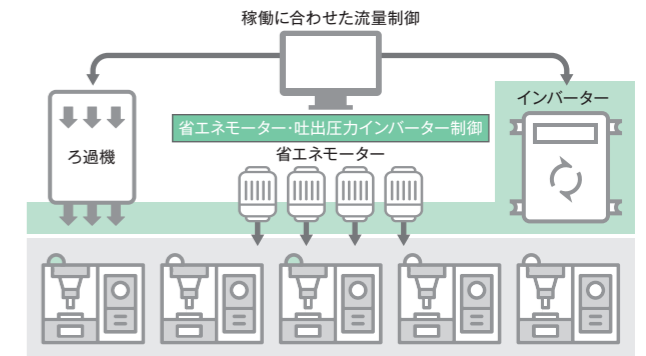 稼働に合わせた流量制御
インバーター
省エネモーター・吐出圧力インバーター制御
ろ過機
省エネモーター